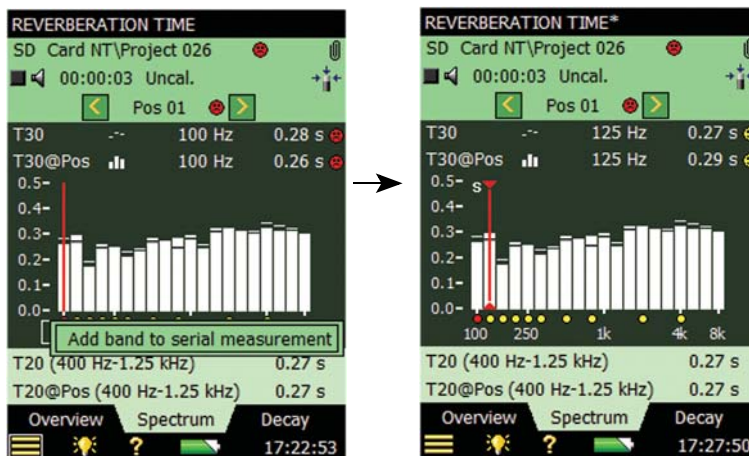 REVERBERATION TIME
SD Card NT\Project 026
00:00:03 Uncal.
< Pos 01 >
T30 100 Hz 0.28 s
T30@Pos 100 Hz 0.26 s
0.5-
0.4-
0.3-
0.2-
0.1-
0.0-
Add band to serial measurement
T20 (400 Hz-1.25 kHz) 0.27 s
T20@Pos (400 Hz-1.25 kHz) 0.27 s
Overview Spectrum Decay
? 17:22:53
REVERBERATION TIME*
SD Card NT\Project 026
00:00:03 Uncal.
< Pos 01 >
T30 125 Hz 0.27 s
T30@Pos 125 Hz 0.29 s
0.5- s
0.4-
0.3-
0.2-
0.1-
0.0-
100 250 1k 4k 8k
T20 (400 Hz-1.25 kHz) 0.27 s
T20@Pos (400 Hz-1.25 kHz) 0.27 s
Overview Spectrum Decay
? 17:27:50